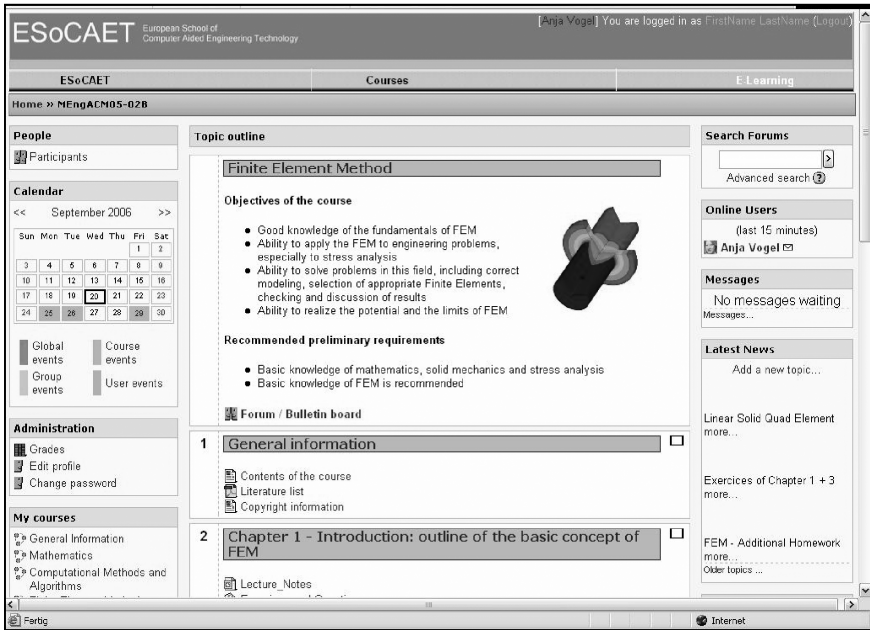 ESoCAET
European School of
Computer Aided Engineering Technology
[Anja Vogel] You are logged in as FirstName LastName (Logout)
ESoCAET Courses E-Learning
Home » MEngACM05-02B
People
Participants
Calendar
<< September 2006 >>
Sun Mon Tue Wed Thu Fri Sat
1 2
3 4 5 6 7 8 9
10 11 12 13 14 15 16
17 18 19 20 21 22 23
24 25 26 27 28 29 30
Global events
Course events
Group events
User events
Administration
Grades
Edit profile
Change password
My courses
General Information
Mathematics
Computational Methods and
Algorithms
Topic outline
Finite Element Method
Objectives of the course
Good knowledge of the fundamentals of FEM
Ability to apply the FEM to engineering problems,
especially to stress analysis
Ability to solve problems in this field, including correct
modeling, selection of appropriate Finite Elements,
checking and discussion of results
Ability to realize the potential and the limits of FEM
Recommended preliminary requirements
Basic knowledge of mathematics, solid mechanics and stress analysis
Basic knowledge of FEM is recommended
Forum / Bulletin board
1 General information
Contents of the course
Literature list
Copyright information
2 Chapter 1 - Introduction: outline of the basic concept of
FEM
Lecture_Notes
Search Forums
Advanced search ?
Online Users
(last 15 minutes)
Anja Vogel
Messages
No messages waiting
Messages...
Latest News
Add a new topic...
Linear Solid Quad Element
more...
Exercices of Chapter 1 + 3
more...
FEM - Additional Homework
more...
Older topics ...
Fertig
Internet